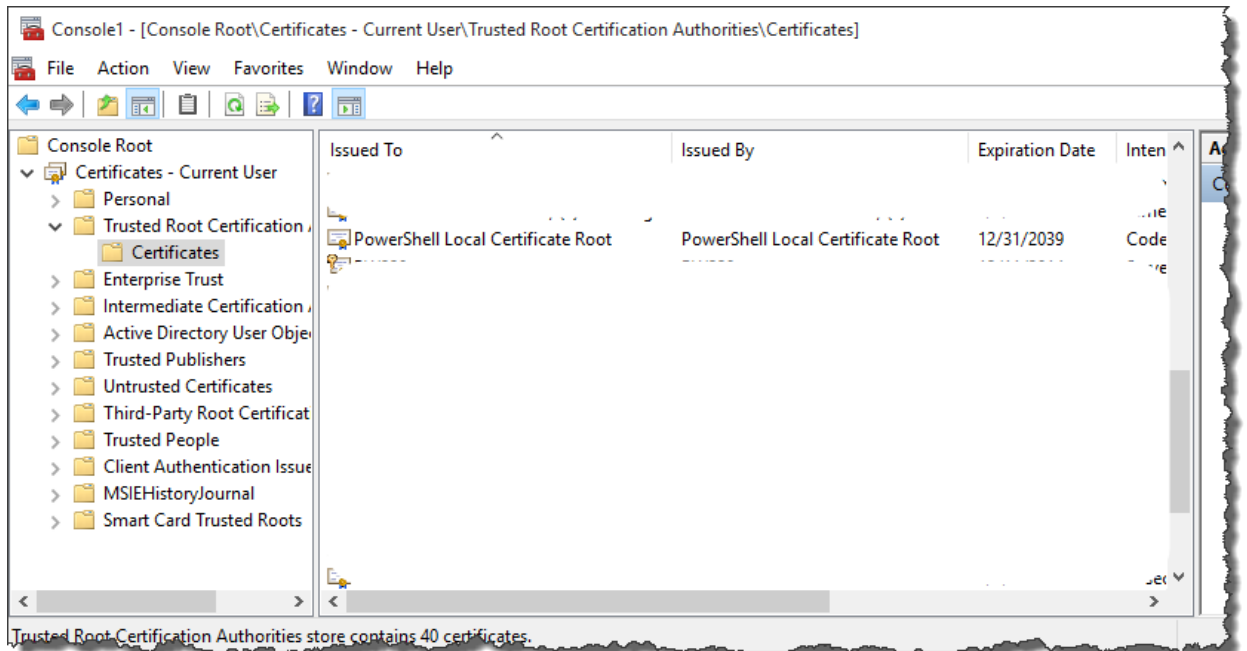 Console1 - [Console Root\Certificates - Current User\Trusted Root Certification Authorities\Certificates]
File Action View Favorites Window Help
Console Root
Certificates - Current User
Personal
Trusted Root Certification
Certificates
Enterprise Trust
Intermediate Certification
Active Directory User Obje
Trusted Publishers
Untrusted Certificates
Third-Party Root Certificat
Trusted People
Client Authentication Issue
MSIEHistoryJournal
Smart Card Trusted Roots
Issued To Issued By Expiration Date Inten
PowerShell Local Certificate Root PowerShell Local Certificate Root 12/31/2039 Code
Trusted Root Certification Authorities store contains 40 certificates.